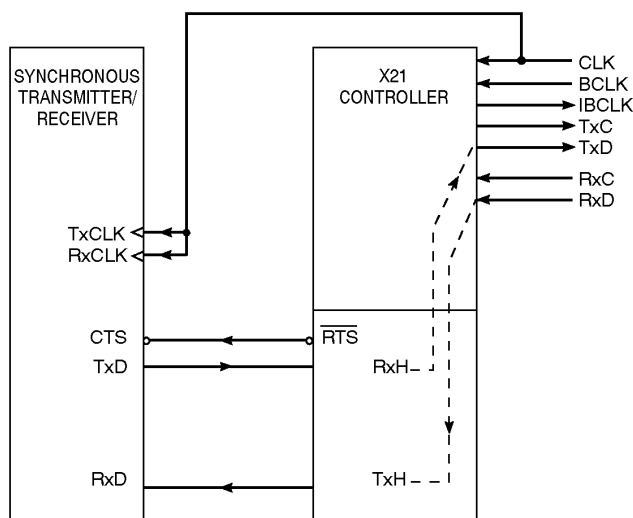 SYNCHRONOUS
TRANSMITTER/
RECEIVER
X21
CONTROLLER
CLK
BCLK
IBCLK
TxC
TxD
RxC
RxD
TxCLK
RxCLK
CTS
RTS
TxD
RxH
RxD
TxH